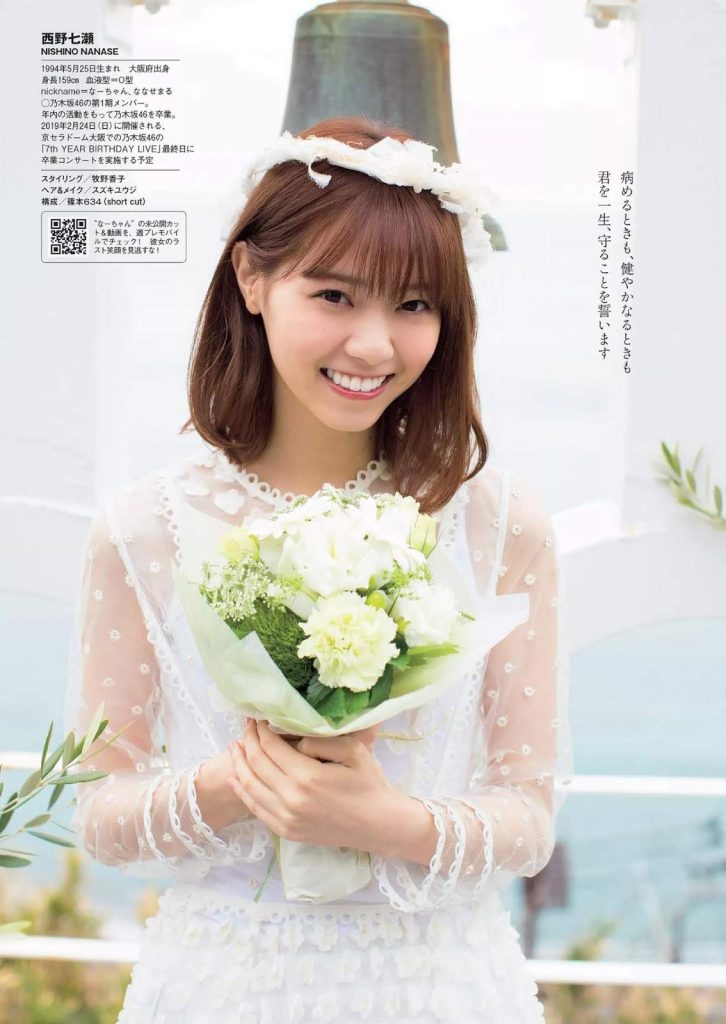 西野七瀬
NISHINO NANASE
1994年5月25日生まれ　大阪府出身
身長159㎝　血液型＝O型
nickname＝なーちゃん、ななせまる
◯乃木坂46の第1期メンバー。
年内の活動をもって乃木坂46を卒業。
2019年2月24日（日）に開催される、
京セラドーム大阪での乃木坂46の
「7th YEAR BIRTHDAY LIVE」最終日に
卒業コンサートを実施する予定
スタイリング／牧野香子
ヘア&メイク／スズキユウジ
構成／篠本634（short cut）
“なーちゃん”の未公開カッ
ト&動画を、週プレモバイ
ルでチェック！　彼女のラ
スト笑顔を見逃すな！
病めるときも、健やかなるときも
君を一生、守ることを誓います